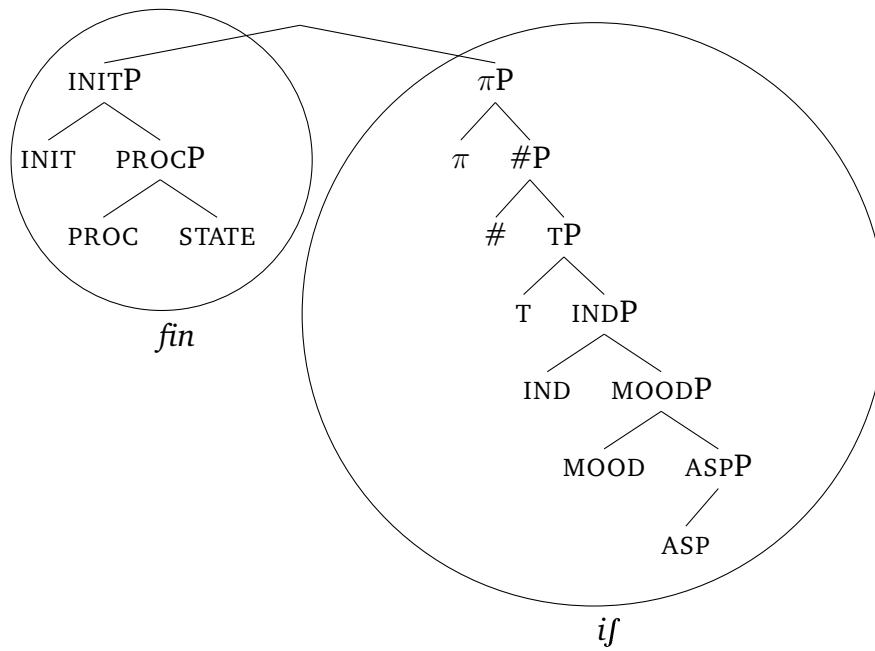 INITP πP
INIT PROCP π #P
PROC STATE # TP
fin T INDP
IND MOODP
MOOD ASPP
ASP
iʃ